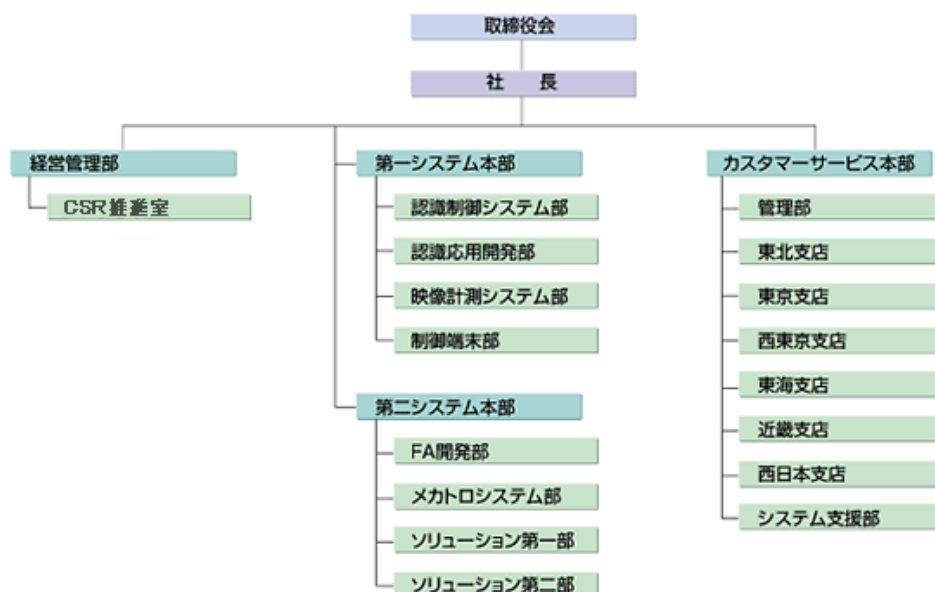 取締役会
社　長
経営管理部
CSR推進室
第一システム本部
認識制御システム部
認識応用開発部
映像計測システム部
制御端末部
第二システム本部
FA開発部
メカトロシステム部
ソリューション第一部
ソリューション第二部
カスタマーサービス本部
管理部
東北支店
東京支店
西東京支店
東海支店
近畿支店
西日本支店
システム支援部